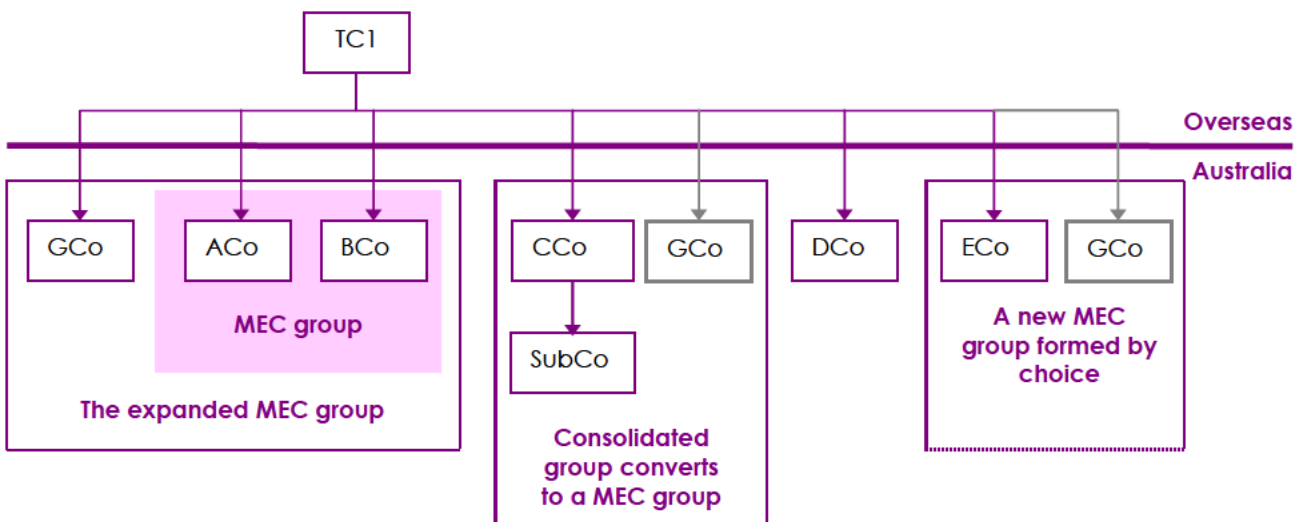 TC1
Overseas
Australia
GCo
ACo
BCo
CCo
GCo
DCo
ECo
GCo
MEC group
SubCo
A new MEC
group formed by
choice
The expanded MEC group
Consolidated
group converts
to a MEC group